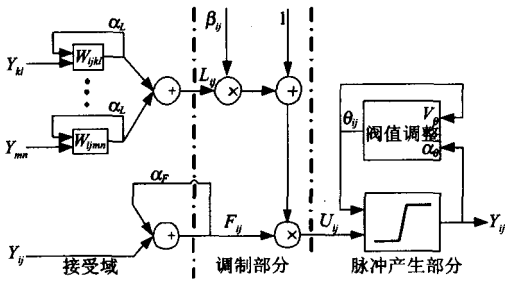 α_L
Y_kl
W_ijkl
α_L
Y_mn
W_ijmn
+
β_ij
1
L_ij
×
+
θ_ij
V_θ
阀值调整
α_θ
α_F
+
F_ij
×
U_ij
Y_ij
Y_ij
接受域
调制部分
脉冲产生部分